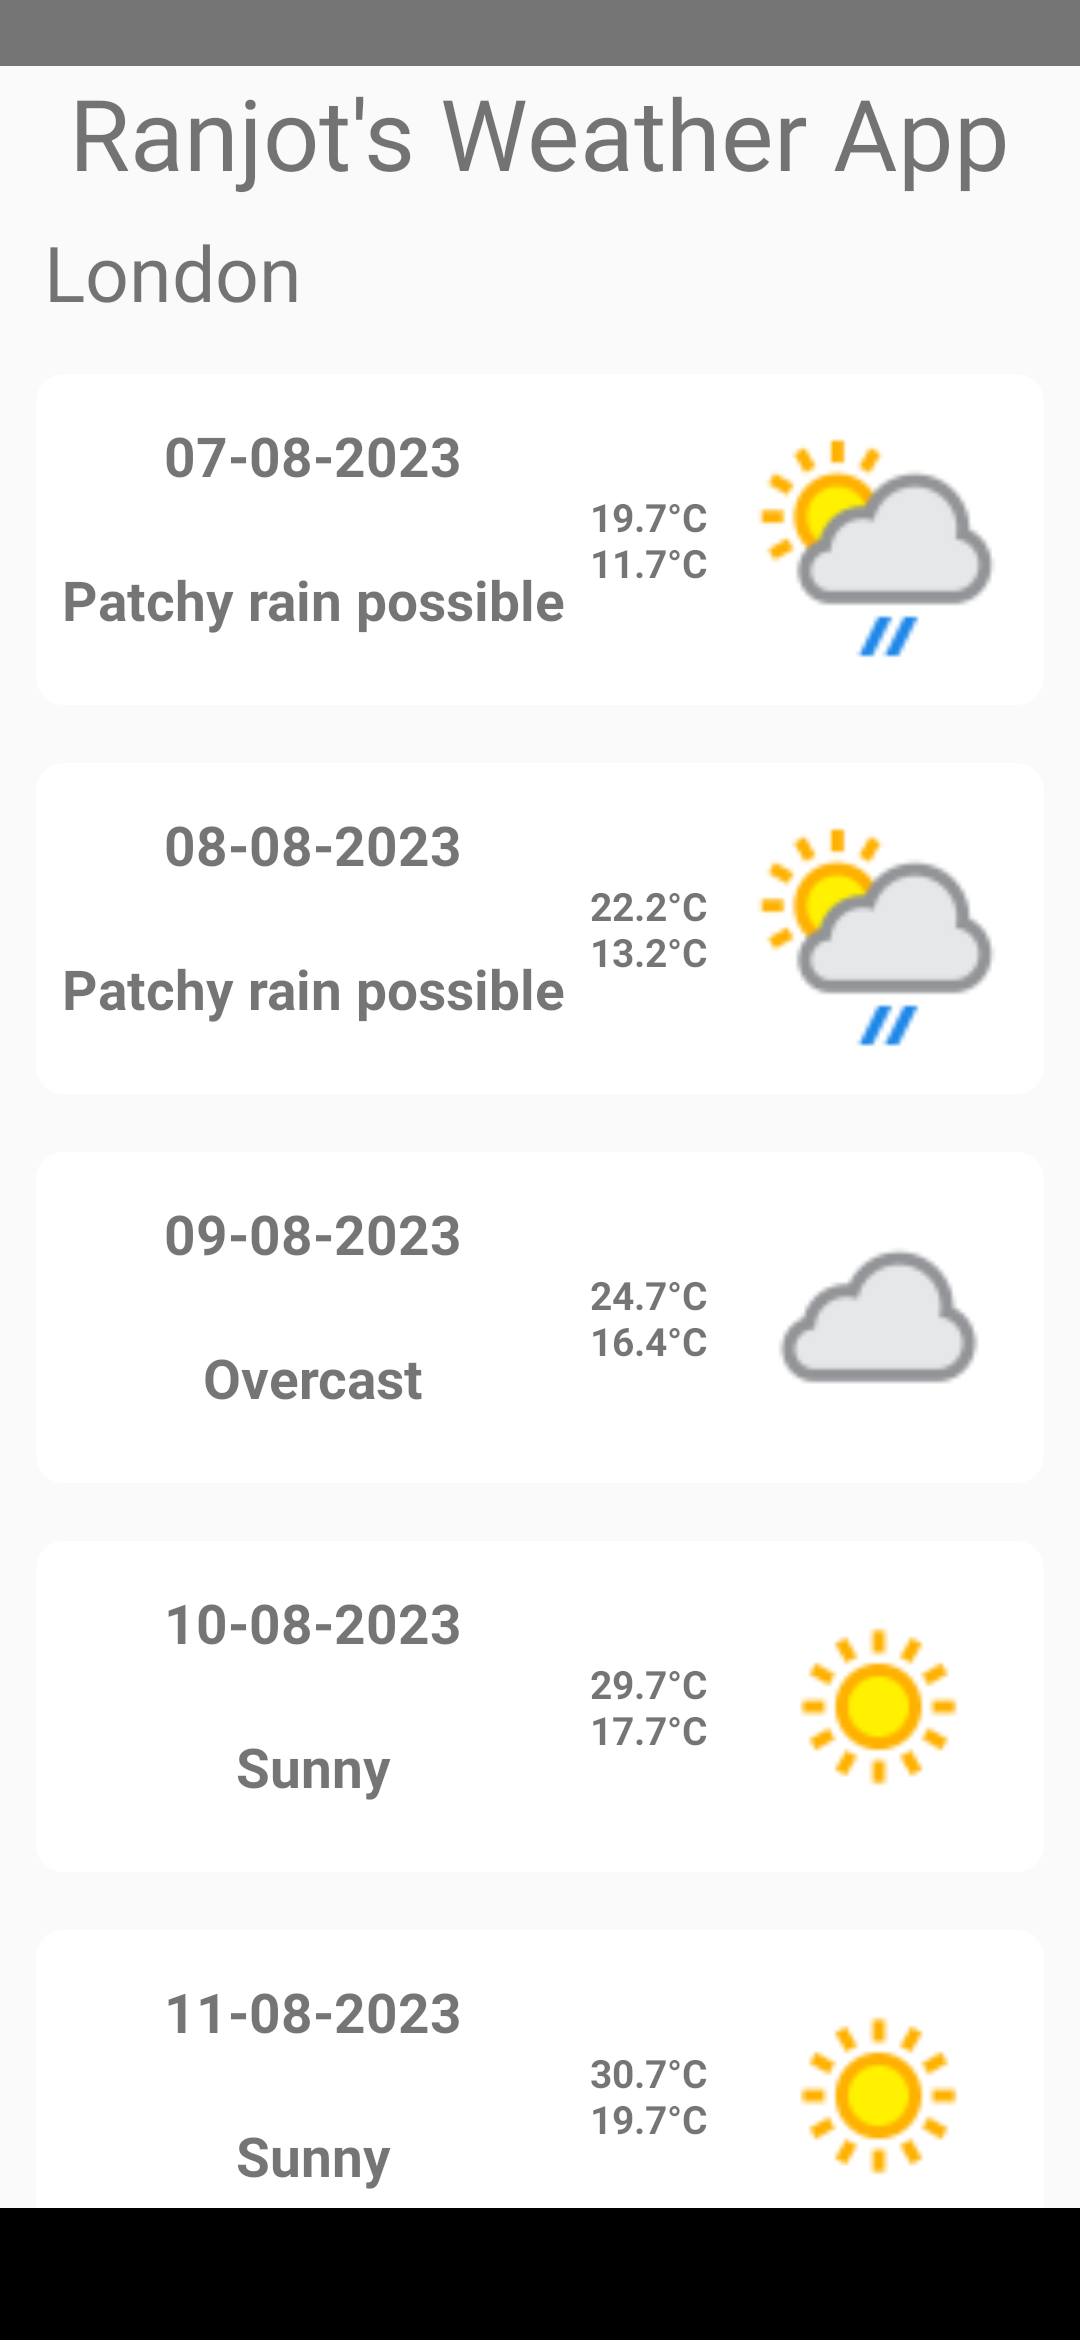 Ranjot's Weather App
London
07-08-2023
19.7°C
11.7°C
Patchy rain possible
08-08-2023
22.2°C
13.2°C
Patchy rain possible
09-08-2023
24.7°C
16.4°C
Overcast
10-08-2023
29.7°C
17.7°C
Sunny
11-08-2023
30.7°C
19.7°C
Sunny